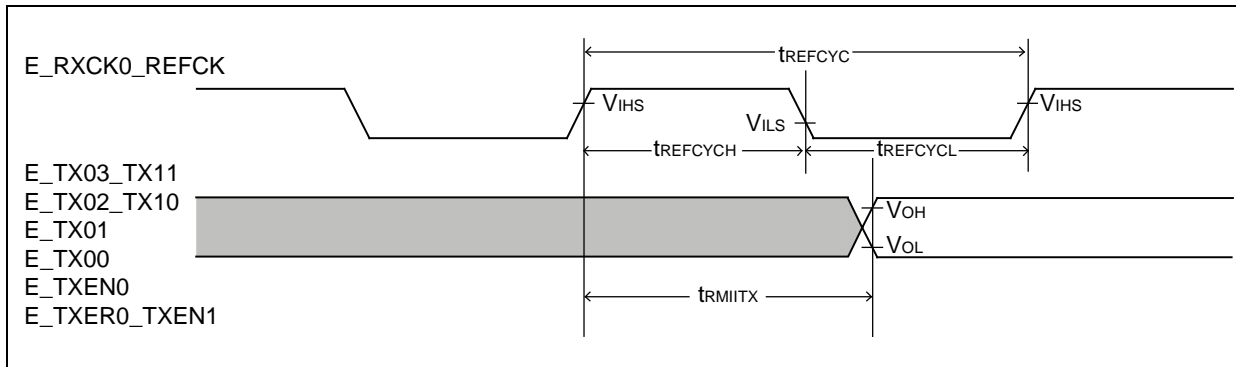 tREFCYC
E_RXCK0_REFCK
VIHS
VILS
VIHS
tREFCYCH
tREFCYCL
E_TX03_TX11
E_TX02_TX10
E_TX01
E_TX00
E_TXEN0
E_TXER0_TXEN1
VOH
VOL
tRMIITX